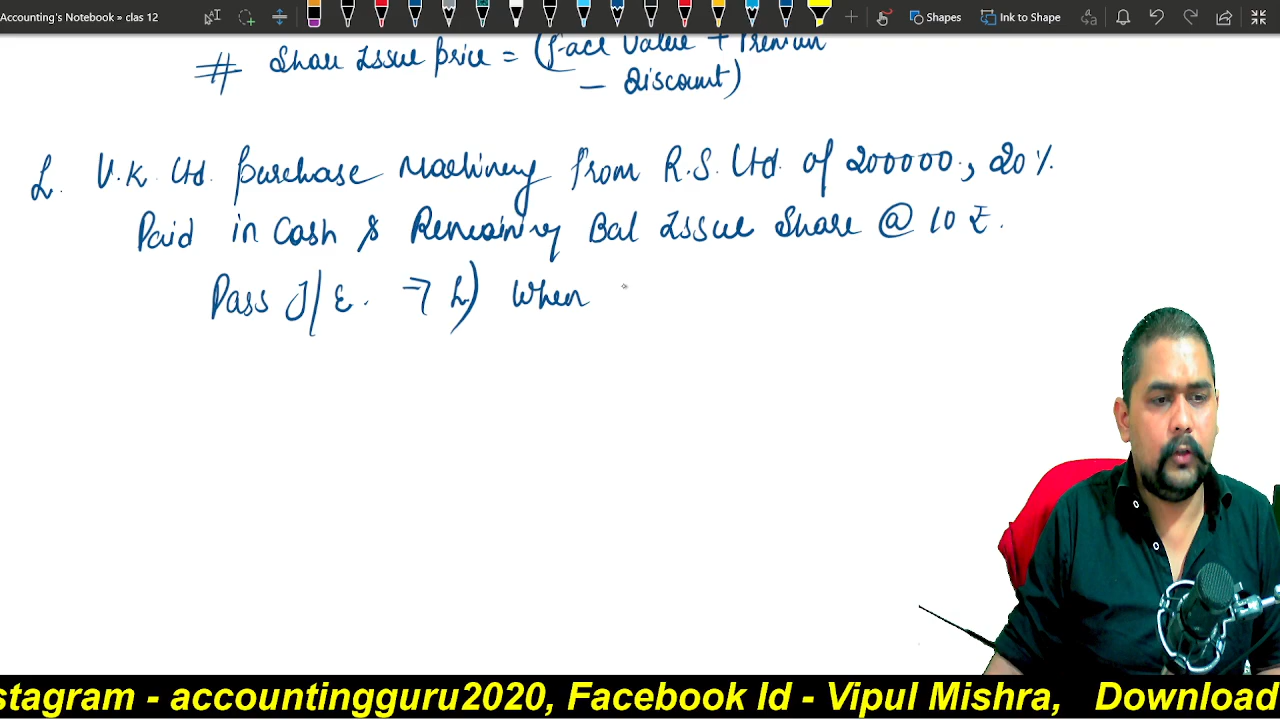 Accounting's Notebook » clas 12
Shapes
Ink to Shape
# Share Issue Price = (face Value + Premium
– Discount)
1. V.K. Ltd. purchase Machinery from R.S. Ltd of 200000, 20%
Paid in Cash & Remaining Bal Issue Share @ 10 ₹.
Pass J/E. → 1) When
stagram - accountingguru2020, Facebook Id - Vipul Mishra, Download